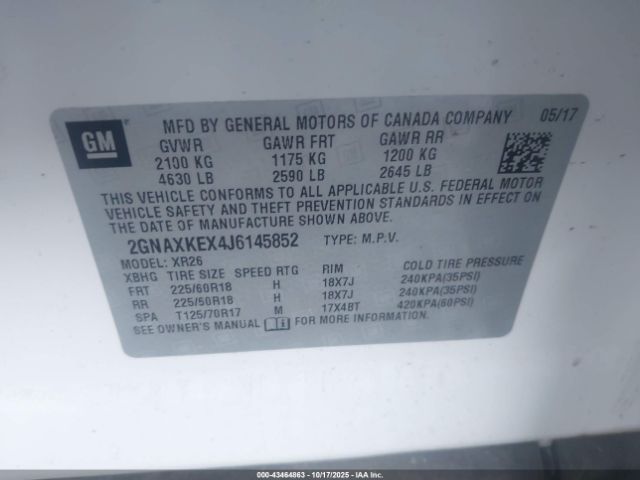 GM
MFD BY GENERAL MOTORS OF CANADA COMPANY 05/17
GVWR GAWR FRT GAWR RR
2100 KG 1175 KG 1200 KG
4630 LB 2590 LB 2645 LB
THIS VEHICLE CONFORMS TO ALL APPLICABLE U.S. FEDERAL MOTOR
VEHICLE SAFETY AND THEFT PREVENTION STANDARDS IN EFFECT ON
THE DATE OF MANUFACTURE SHOWN ABOVE.
2GNAXKEX4J6145852 TYPE: M.P.V.
MODEL: XR26
XBHG TIRE SIZE SPEED RTG RIM COLD TIRE PRESSURE
FRT 225/60R18 H 18X7J 240KPA(35PSI)
RR 225/60R18 H 18X7J 240KPA(35PSI)
SPA T125/70R17 M 17X4BT 420KPA(60PSI)
SEE OWNER'S MANUAL FOR MORE INFORMATION.
000-43464863 - 10/17/2025 - IAAI.COM